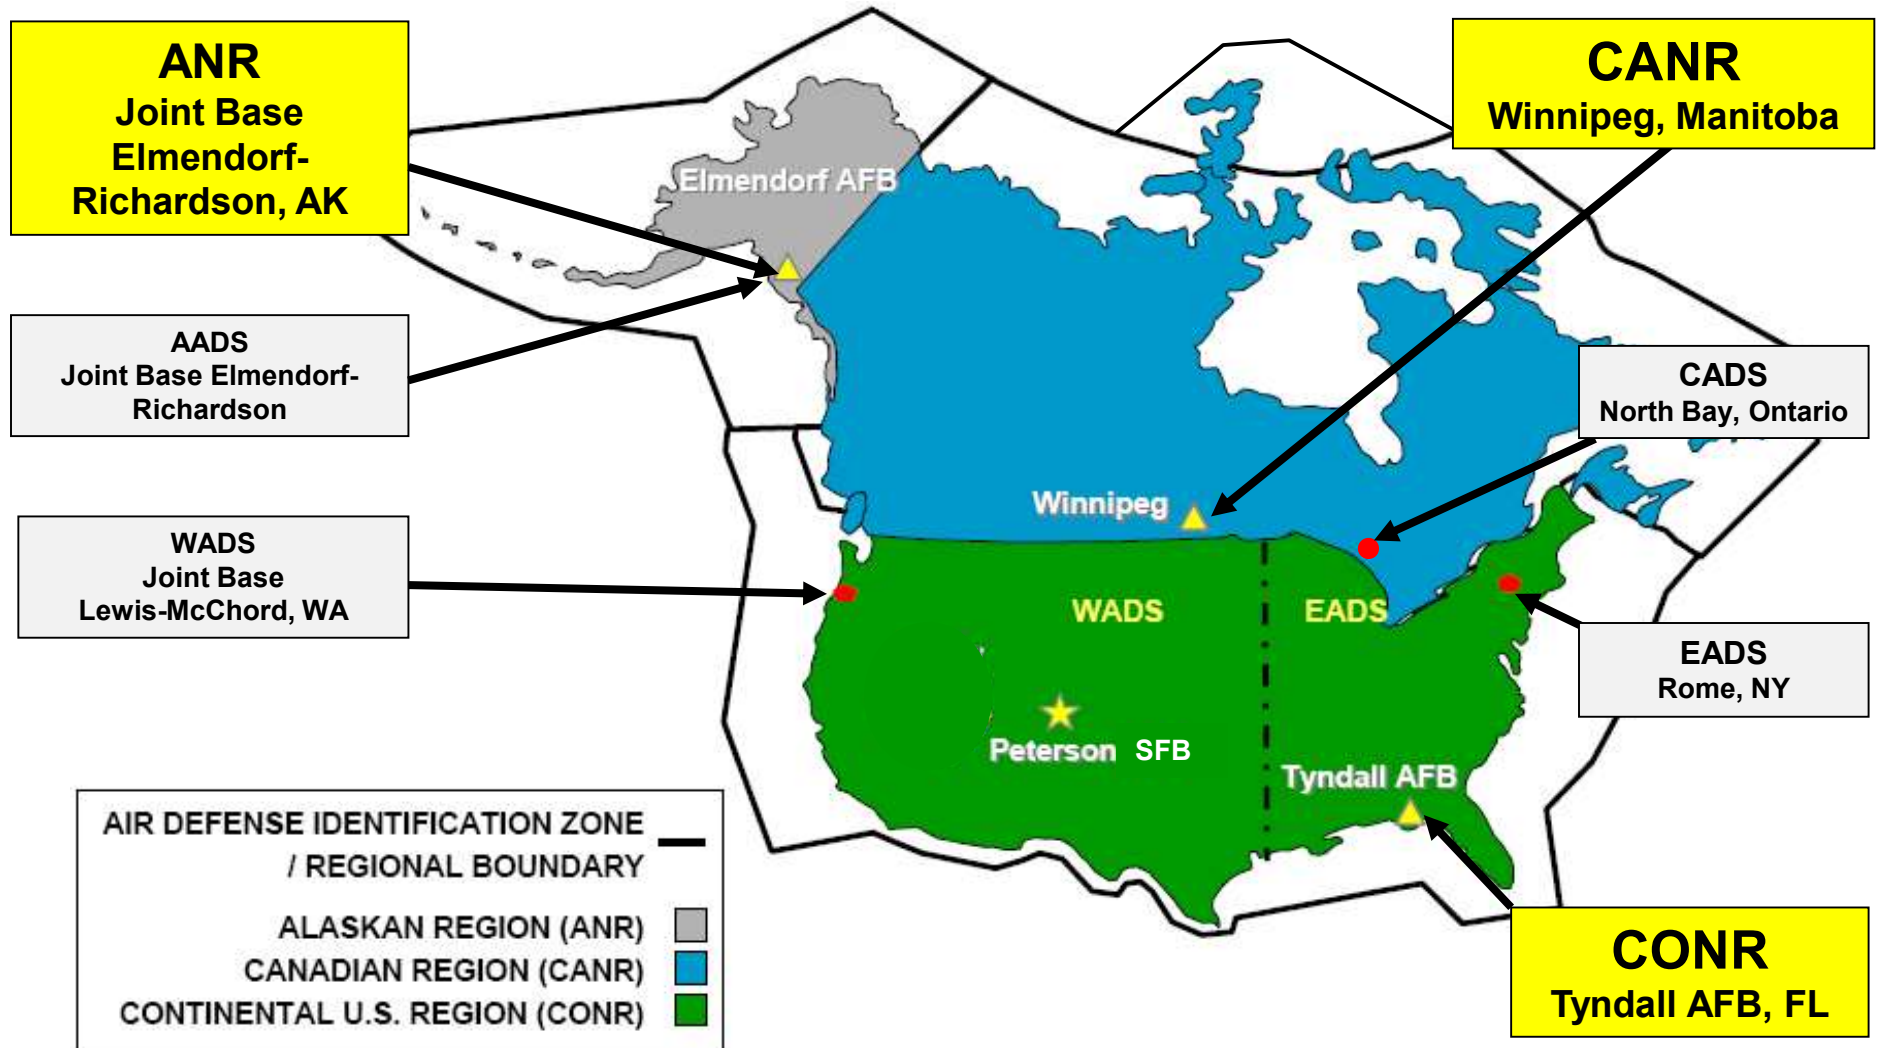 ANR
Joint Base
Elmendorf-
Richardson, AK
CANR
Winnipeg, Manitoba
Elmendorf AFB
AADS
Joint Base Elmendorf-
Richardson
CADS
North Bay, Ontario
Winnipeg
WADS
Joint Base
Lewis-McChord, WA
WADS
EADS
EADS
Rome, NY
Peterson SFB
Tyndall AFB
AIR DEFENSE IDENTIFICATION ZONE
/ REGIONAL BOUNDARY
ALASKAN REGION (ANR)
CANADIAN REGION (CANR)
CONTINENTAL U.S. REGION (CONR)
CONR
Tyndall AFB, FL